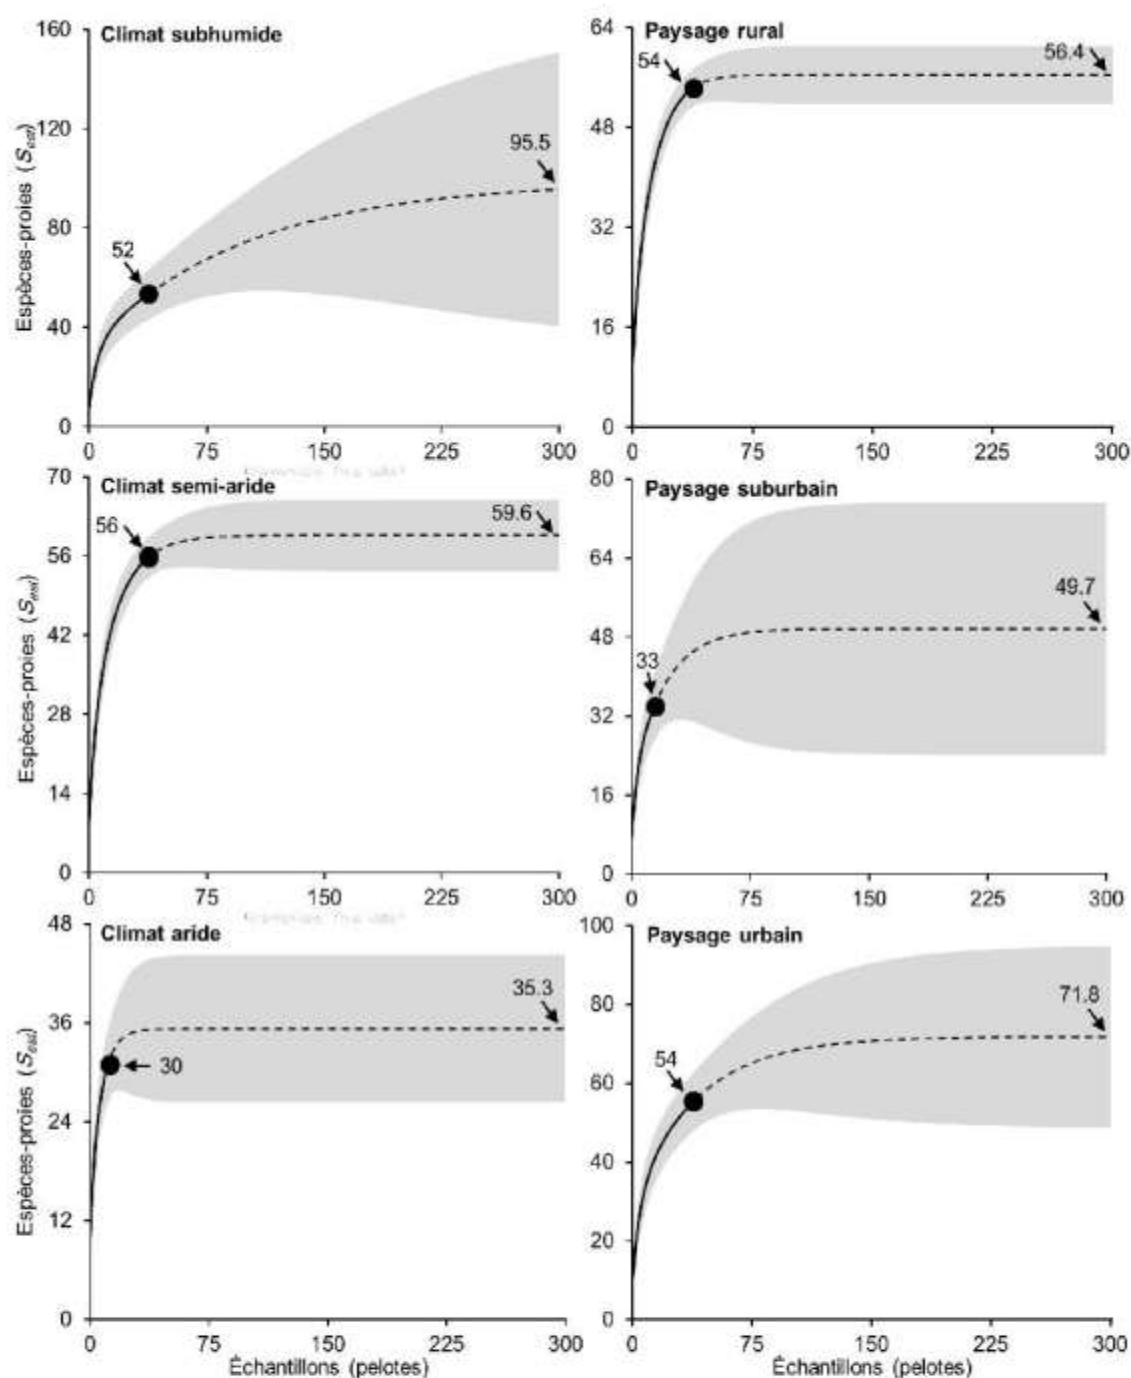 Climat subhumide
160
120
80
40
0
Espèces-proies (S est)
52
95.5
0 75 150 225 300
Paysage rural
64
48
32
16
0
54
56.4
0 75 150 225 300
Climat semi-aride
70
56
42
28
14
0
Espèces-proies (S est)
56
59.6
0 75 150 225 300
Paysage suburbain
80
64
48
32
16
0
33
49.7
0 75 150 225 300
Climat aride
48
36
24
12
0
Espèces-proies (S est)
30
35.3
0 75 150 225 300
Échantillons (pelotes)
Paysage urbain
100
80
60
40
20
0
54
71.8
0 75 150 225 300
Échantillons (pelotes)